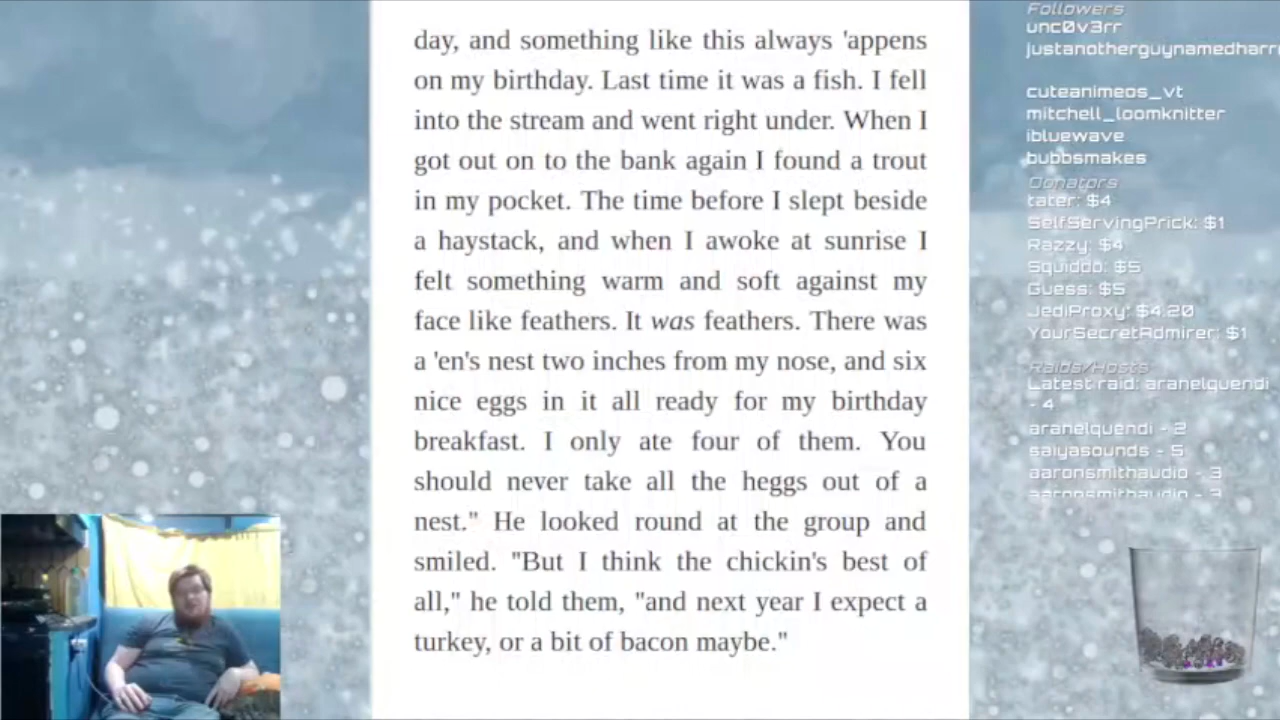 day, and something like this always 'appens
on my birthday. Last time it was a fish. I fell
into the stream and went right under. When I
got out on to the bank again I found a trout
in my pocket. The time before I slept beside
a haystack, and when I awoke at sunrise I
felt something warm and soft against my
face like feathers. It was feathers. There was
a 'en's nest two inches from my nose, and six
nice eggs in it all ready for my birthday
breakfast. I only ate four of them. You
should never take all the heggs out of a
nest." He looked round at the group and
smiled. "But I think the chickin's best of
all," he told them, "and next year I expect a
turkey, or a bit of bacon maybe."
Followers
unc0v3rr
cuteanimeos_vt
mitchell_loomknitter
ibluewave
bubbsmakes
Donators
tater: $4
SelfServingPrick: $1
Razzy: $4
Squidob: $5
Guess: $5
JediProxy: $4.20
YourSecretAdmirer: $1
Raids/Hosts
Latest raid: arahelquendi
- 4
arahelquendi - 2
saiyasounds - 5
aaronsmithaudio - 3
aaronsmithaudio - 3